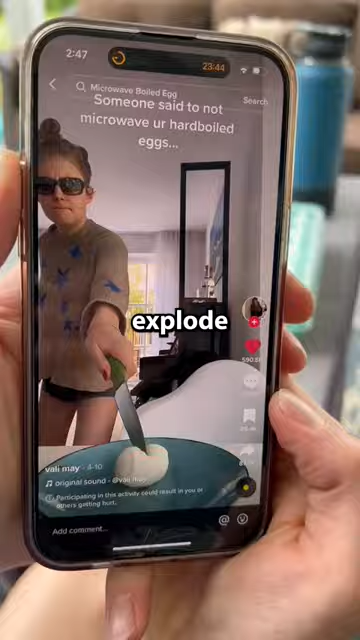 2:47
23:44
Microwave Boiled Egg
Search
Someone said to not
microwave ur hardboiled
eggs...
explode
vali may · 4-10
original sound - @vali
Participating in this activity could result in you or
others getting hurt.
Add comment...
@